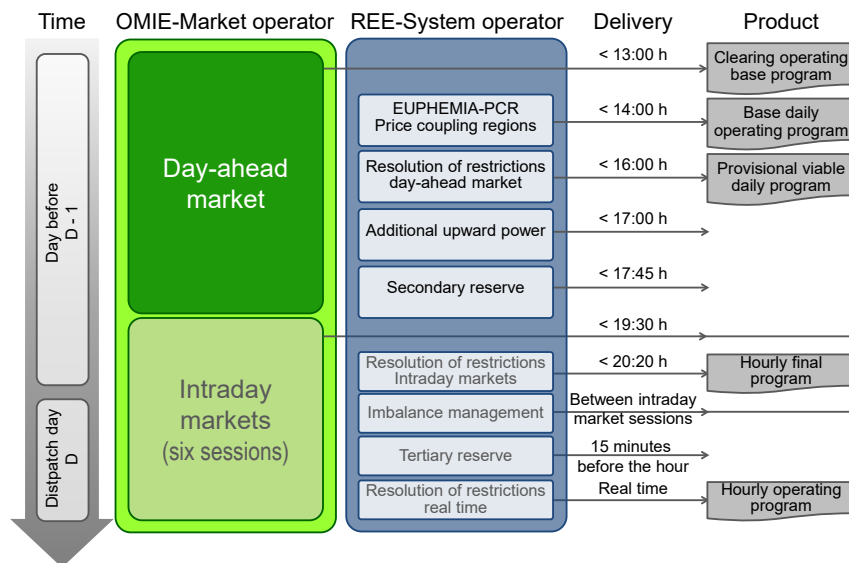 Time
OMIE-Market operator
REE-System operator
Delivery
Product
Day before
D - 1
Distpatch day
D
Day-ahead
market
Intraday
markets
(six sessions)
< 13:00 h
Clearing operating
base program
EUPHEMIA-PCR
Price coupling regions
< 14:00 h
Base daily
operating program
Resolution of restrictions
day-ahead market
< 16:00 h
Provisional viable
daily program
Additional upward power
< 17:00 h
Secondary reserve
< 17:45 h
< 19:30 h
Resolution of restrictions
Intraday markets
< 20:20 h
Hourly final
program
Imbalance management
Between intraday
market sessions
Tertiary reserve
15 minutes
before the hour
Resolution of restrictions
real time
Real time
Hourly operating
program